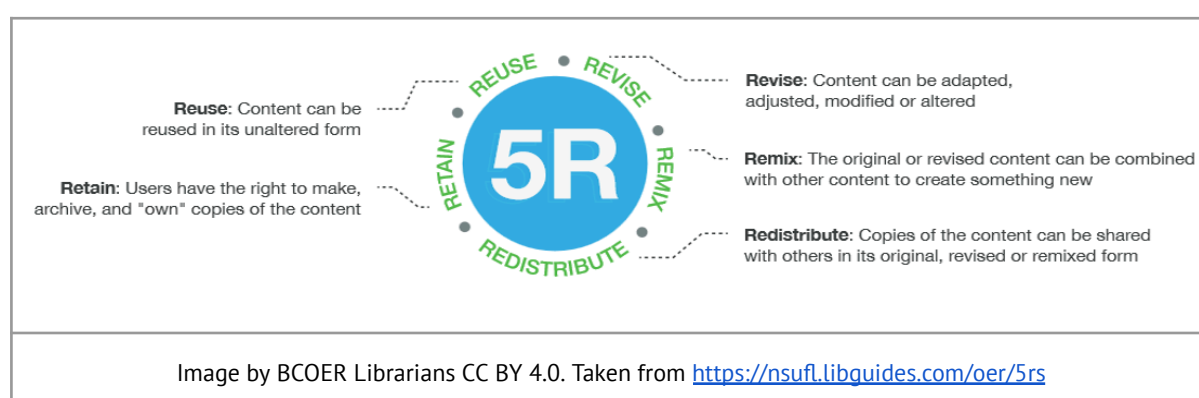 Reuse: Content can be
reused in its unaltered form
Retain: Users have the right to make,
archive, and "own" copies of the content
REUSE
REVISE
REMIX
REDISTRIBUTE
RETAIN
5R
Revise: Content can be adapted,
adjusted, modified or altered
Remix: The original or revised content can be combined
with other content to create something new
Redistribute: Copies of the content can be shared
with others in its original, revised or remixed form
Image by BCOER Librarians CC BY 4.0. Taken from https://nsufl.libguides.com/oer/5rs